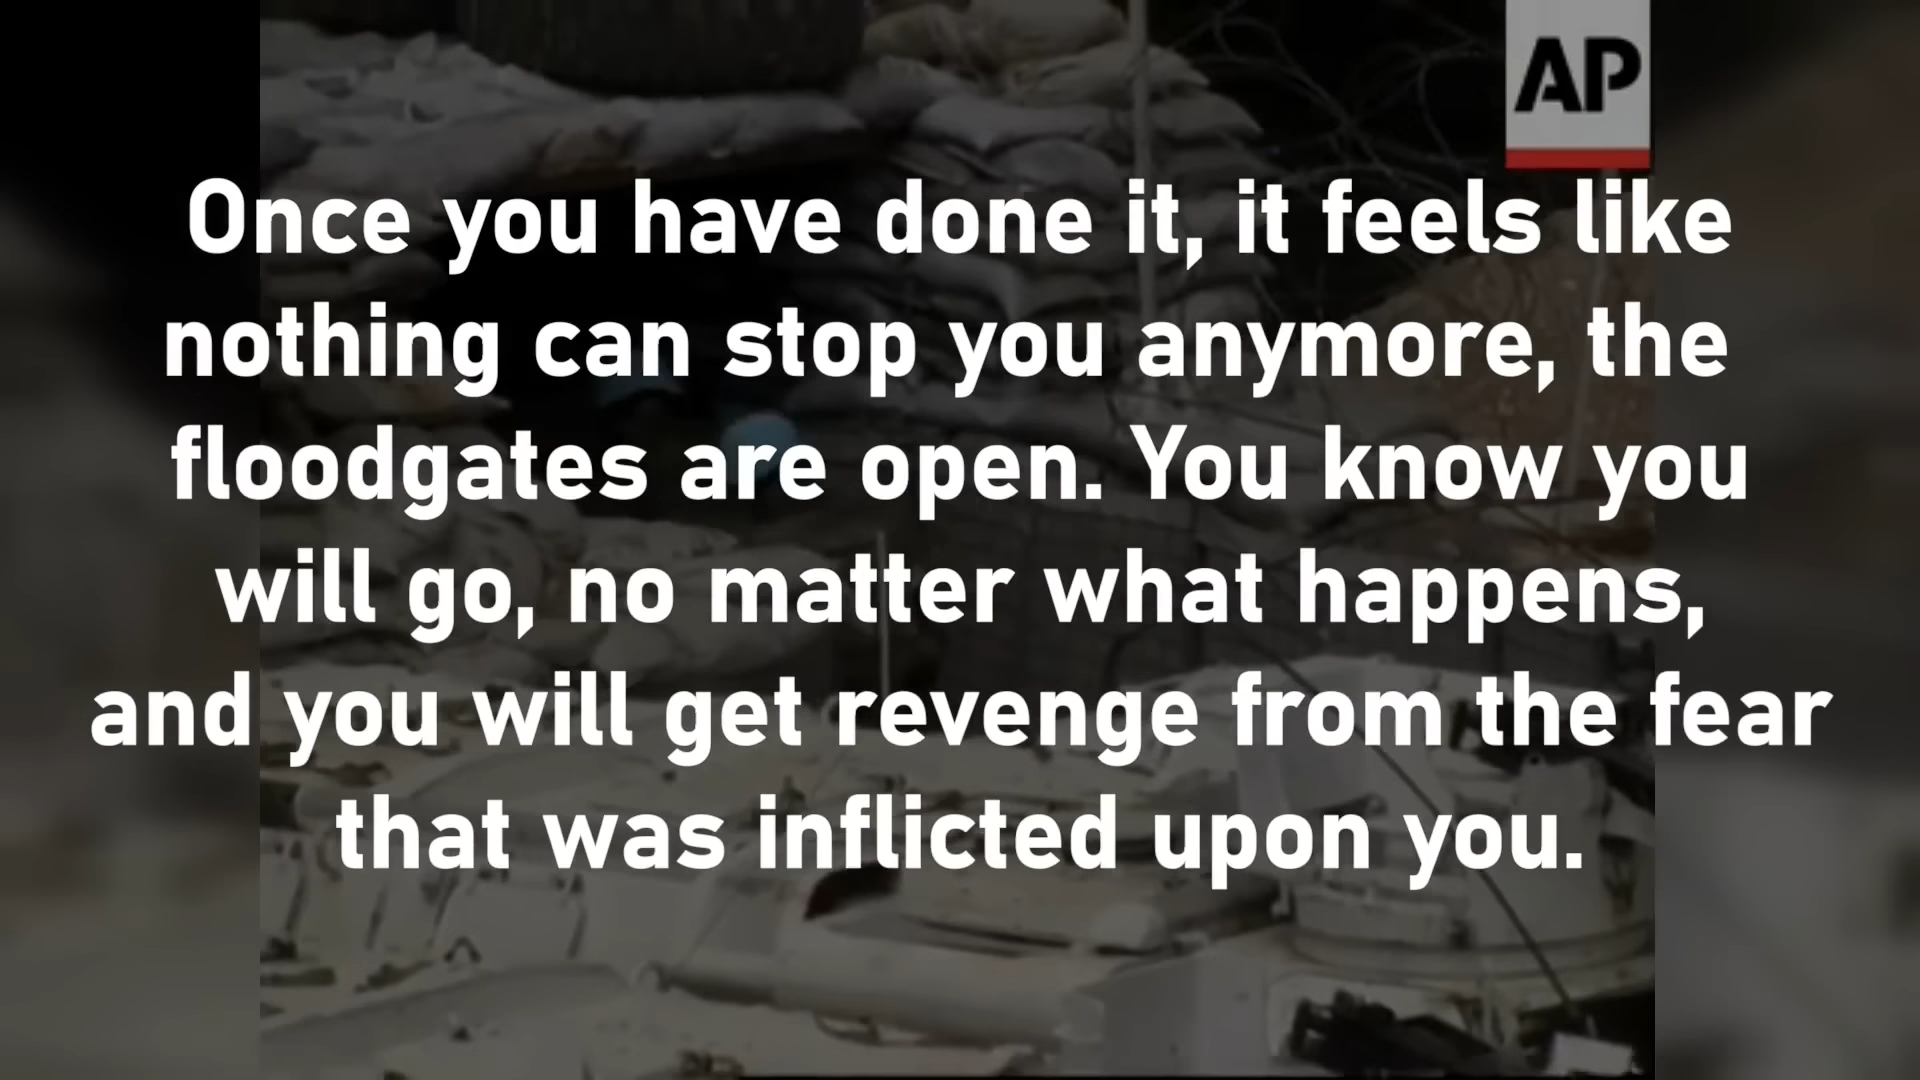 AP
Once you have done it, it feels like
nothing can stop you anymore, the
floodgates are open. You know you
will go, no matter what happens,
and you will get revenge from the fear
that was inflicted upon you.